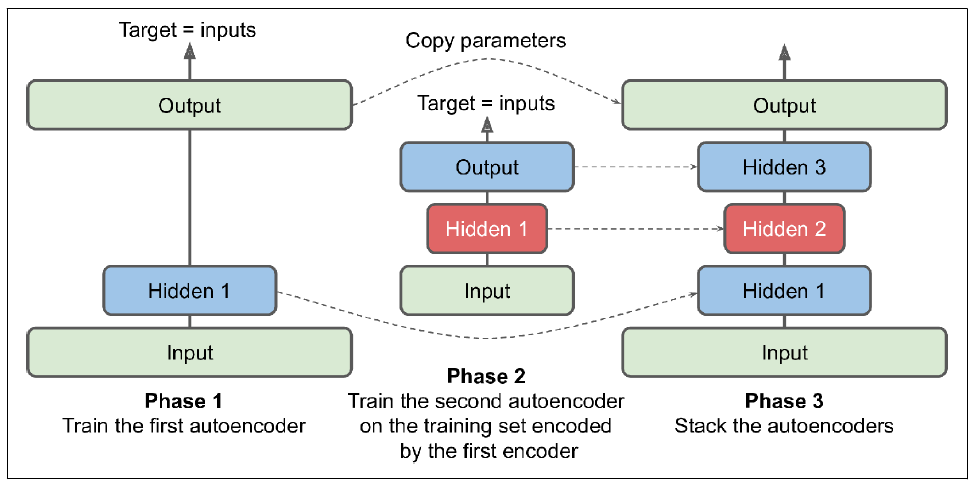 Target = inputs
Output
Hidden 1
Input
Phase 1
Train the first autoencoder
Copy parameters
Target = inputs
Output
Hidden 1
Input
Phase 2
Train the second autoencoder
on the training set encoded
by the first encoder
Output
Hidden 3
Hidden 2
Hidden 1
Input
Phase 3
Stack the autoencoders